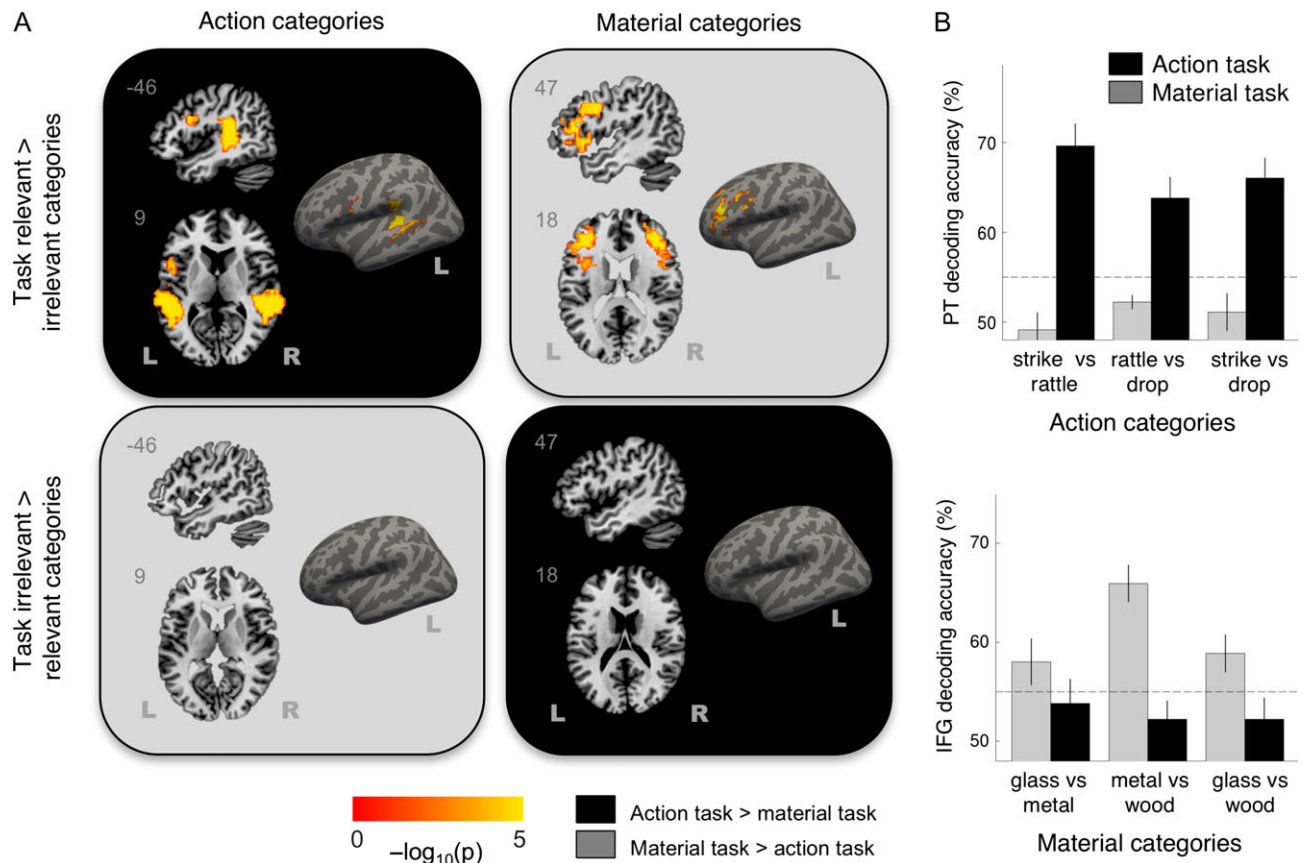 A
Action categories
Material categories
Task relevant >
irrelevant categories
-46
9
L
R
L
47
18
L
R
L
Task irrelevant >
relevant categories
-46
9
L
R
L
47
18
L
R
L
0
5
−log10(p)
Action task > material task
Material task > action task
B
Action task
Material task
PT decoding accuracy (%)
70
60
50
strike vs
rattle
rattle vs
drop
strike vs
drop
Action categories
IFG decoding accuracy (%)
70
60
50
glass vs
metal
metal vs
wood
glass vs
wood
Material categories